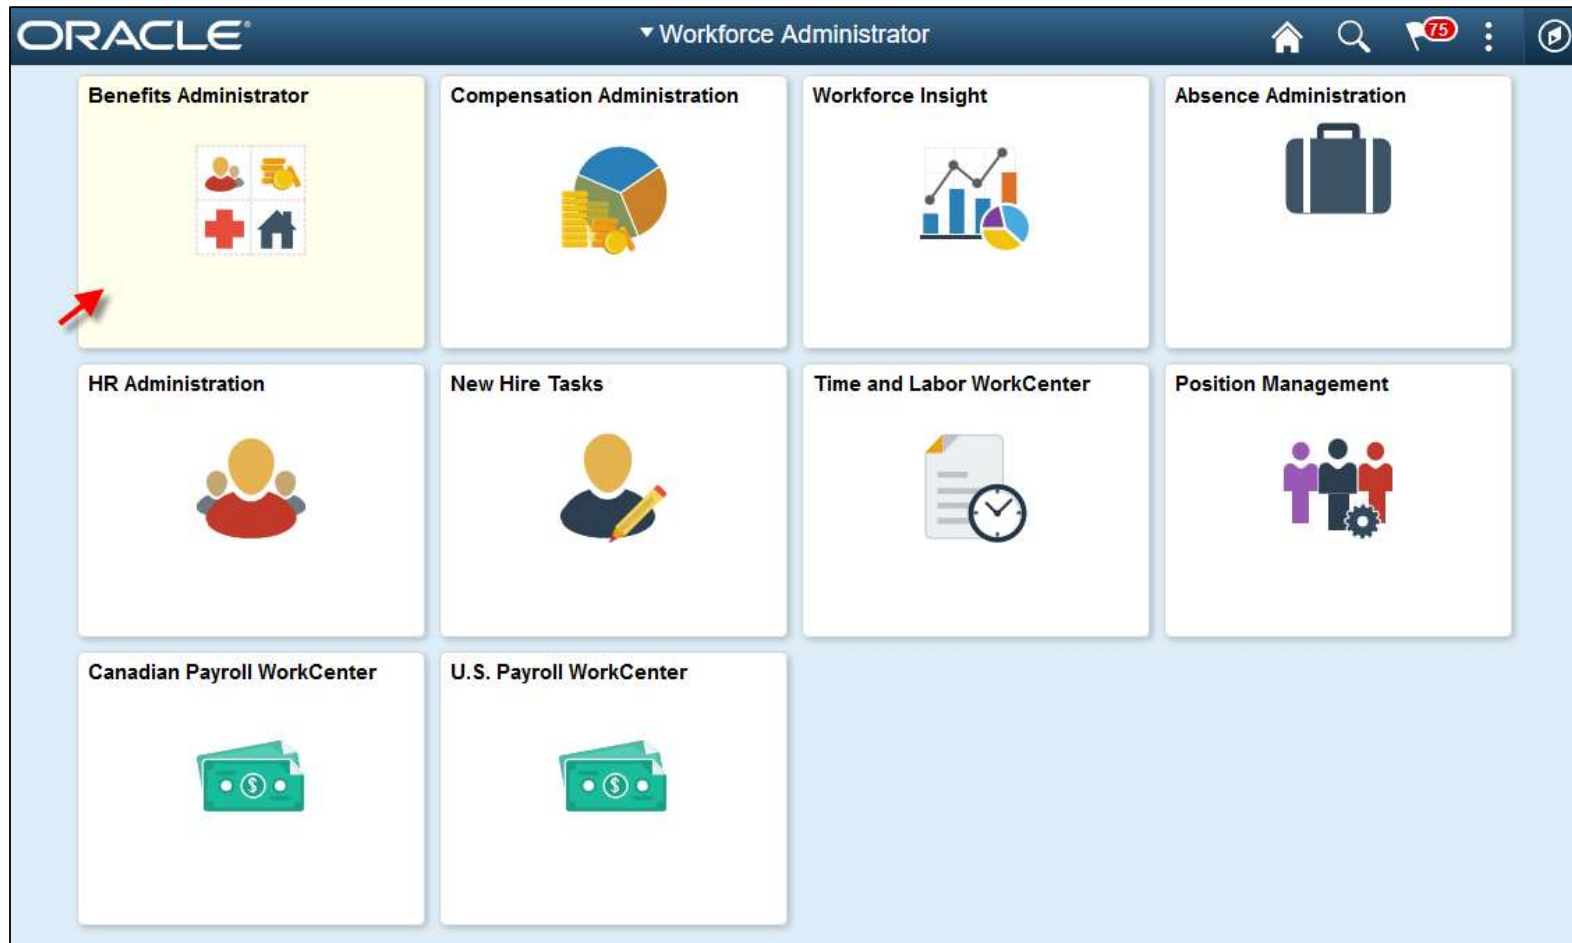 ORACLE®
Workforce Administrator
75
Benefits Administrator
Compensation Administration
Workforce Insight
Absence Administration
HR Administration
New Hire Tasks
Time and Labor WorkCenter
Position Management
Canadian Payroll WorkCenter
U.S. Payroll WorkCenter
$
$